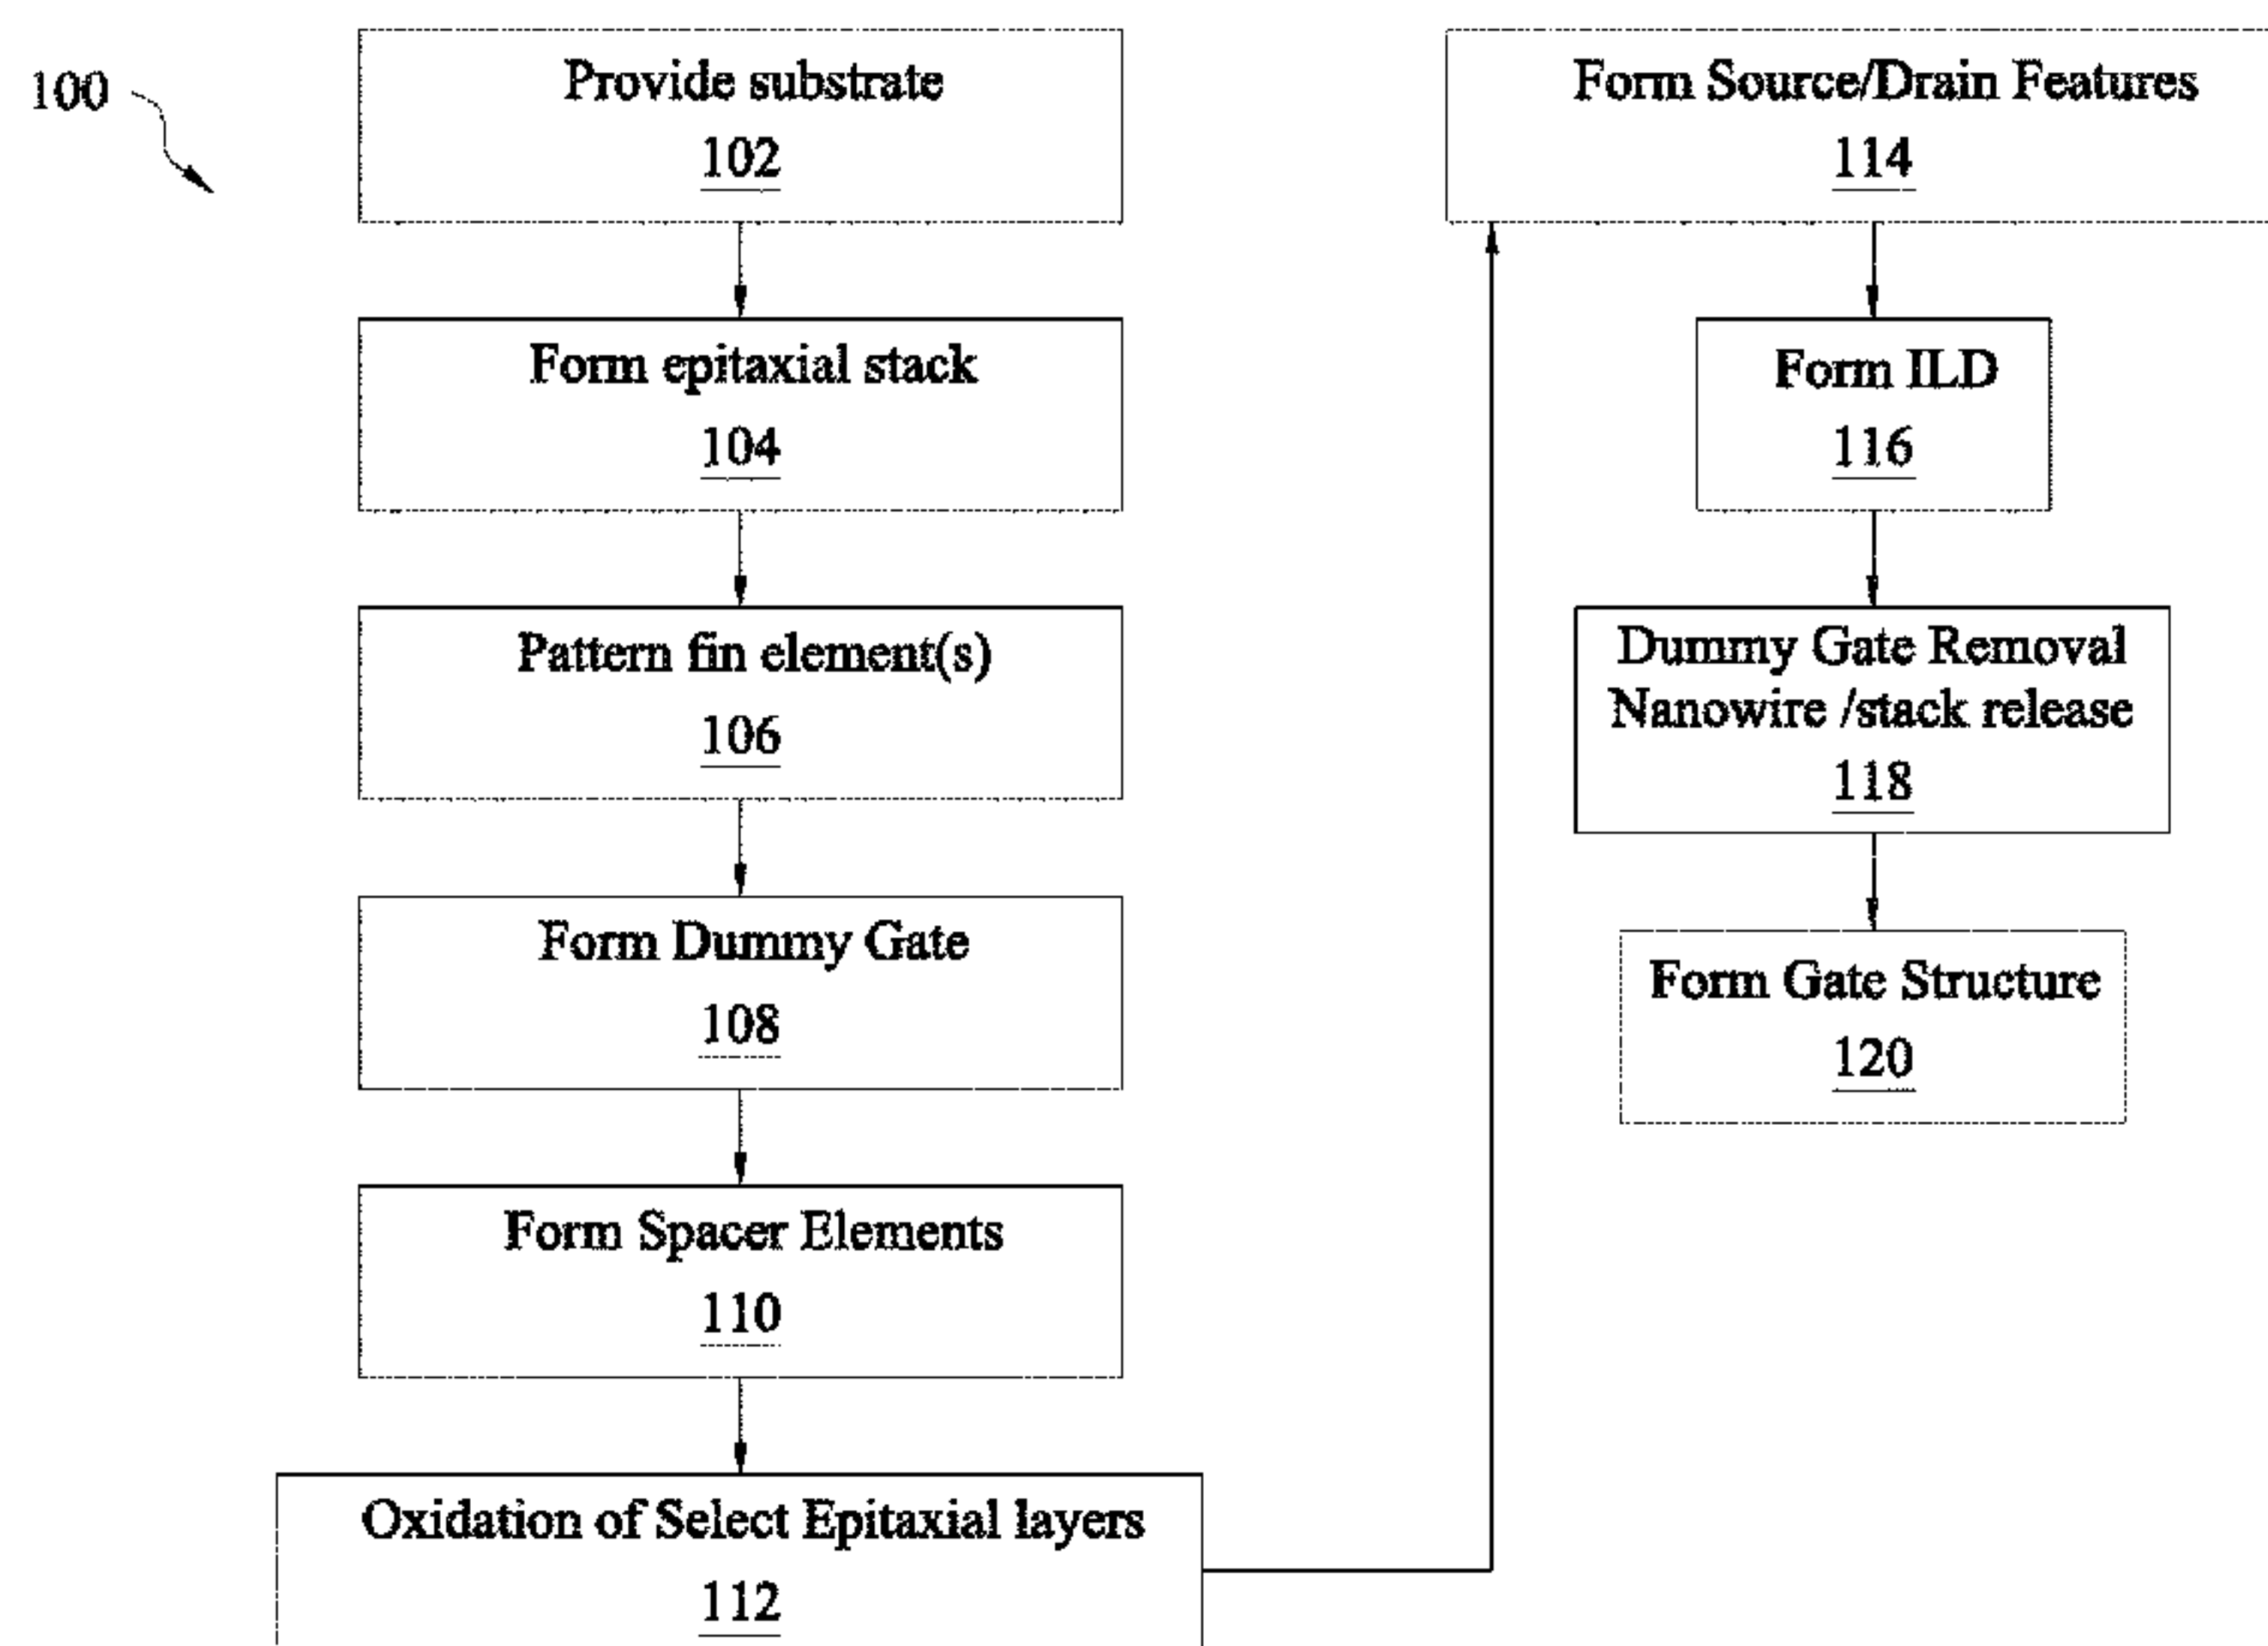 100
Provide substrate
102
Form epitaxial stack
104
Pattern fin element(s)
106
Form Dummy Gate
108
Form Spacer Elements
110
Oxidation of Select Epitaxial layers
112
Form Source/Drain Features
114
Form ILD
116
Dummy Gate Removal
Nanowire /stack release
118
Form Gate Structure
120